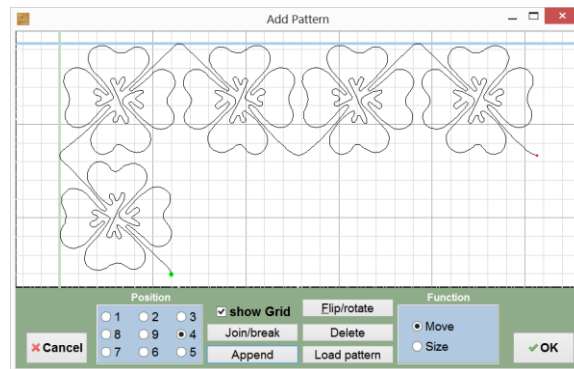 Add Pattern
Position
1 2 3
8 9 4
7 6 5
show Grid
Flip/rotate
Join/break
Delete
Append
Load pattern
Function
Move
Size
Cancel
OK